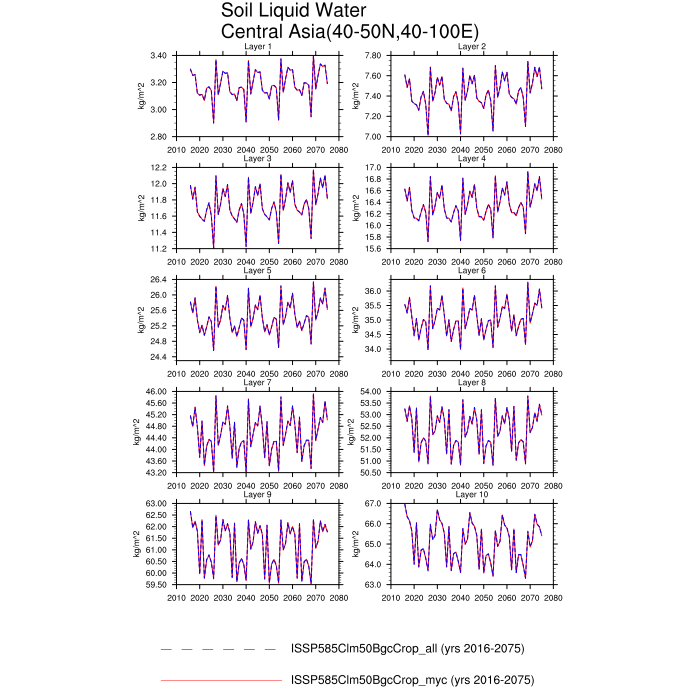 Soil Liquid Water
Central Asia(40-50N,40-100E)
Layer 1
kg/m^2
3.40
3.20
3.00
2.80
2010 2020 2030 2040 2050 2060 2070 2080
Layer 2
kg/m^2
7.80
7.60
7.40
7.20
7.00
2010 2020 2030 2040 2050 2060 2070 2080
Layer 3
kg/m^2
12.2
12.0
11.8
11.6
11.4
11.2
2010 2020 2030 2040 2050 2060 2070 2080
Layer 4
kg/m^2
17.0
16.8
16.6
16.4
16.2
16.0
15.8
15.6
2010 2020 2030 2040 2050 2060 2070 2080
Layer 5
kg/m^2
26.4
26.0
25.6
25.2
24.8
24.4
2010 2020 2030 2040 2050 2060 2070 2080
Layer 6
kg/m^2
36.0
35.5
35.0
34.5
34.0
2010 2020 2030 2040 2050 2060 2070 2080
Layer 7
kg/m^2
46.00
45.60
45.20
44.80
44.40
44.00
43.60
43.20
2010 2020 2030 2040 2050 2060 2070 2080
Layer 8
kg/m^2
54.00
53.50
53.00
52.50
52.00
51.50
51.00
50.50
2010 2020 2030 2040 2050 2060 2070 2080
Layer 9
kg/m^2
63.00
62.50
62.00
61.50
61.00
60.50
60.00
59.50
2010 2020 2030 2040 2050 2060 2070 2080
Layer 10
kg/m^2
67.0
66.0
65.0
64.0
63.0
2010 2020 2030 2040 2050 2060 2070 2080
ISSP585Clm50BgcCrop_all (yrs 2016-2075)
ISSP585Clm50BgcCrop_myc (yrs 2016-2075)